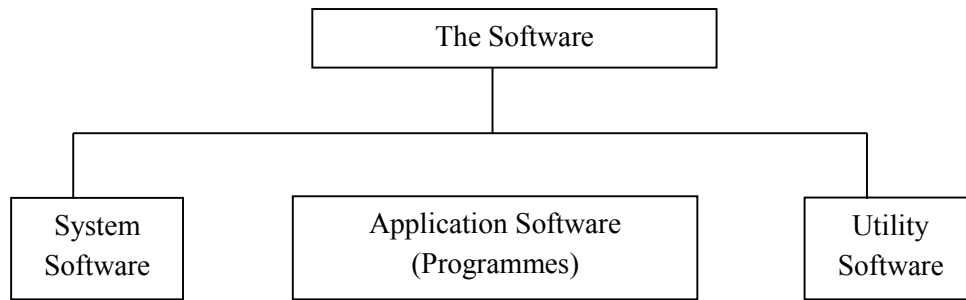 The Software
System
Software
Application Software
(Programmes)
Utility
Software